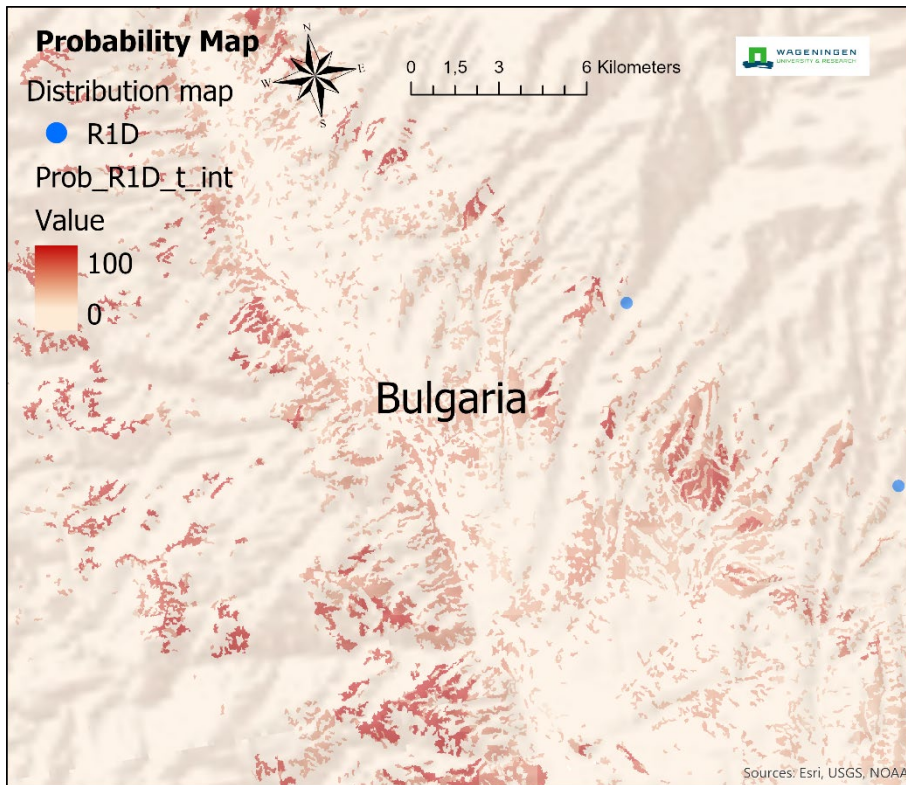 Probability Map
Distribution map
R1D
Prob_R1D_t_int
Value
100
0
N
E
S
W
0 1,5 3 6 Kilometers
WAGENINGEN
UNIVERSITY & RESEARCH
Bulgaria
Sources: Esri, USGS, NOAA